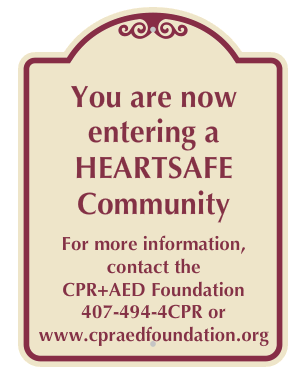 You are now
entering a
HEARTSAFE
Community
For more information,
contact the
CPR+AED Foundation
407-494-4CPR or
www.cpraedfoundation.org